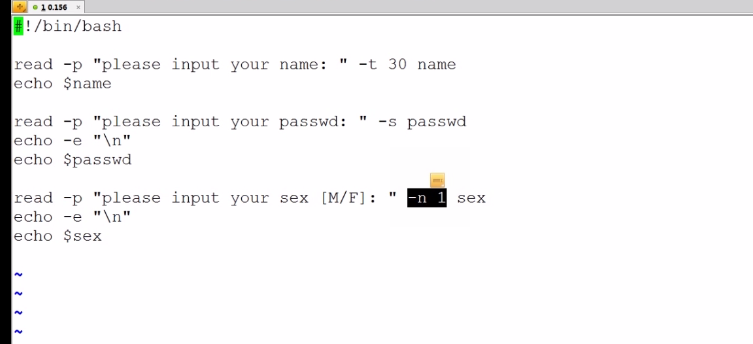 1 0.156 ×
#!/bin/bash
read -p "please input your name: " -t 30 name
echo $name
read -p "please input your passwd: " -s passwd
echo -e "\n"
echo $passwd
read -p "please input your sex [M/F]: " -n 1 sex
echo -e "\n"
echo $sex
~
~
~
~